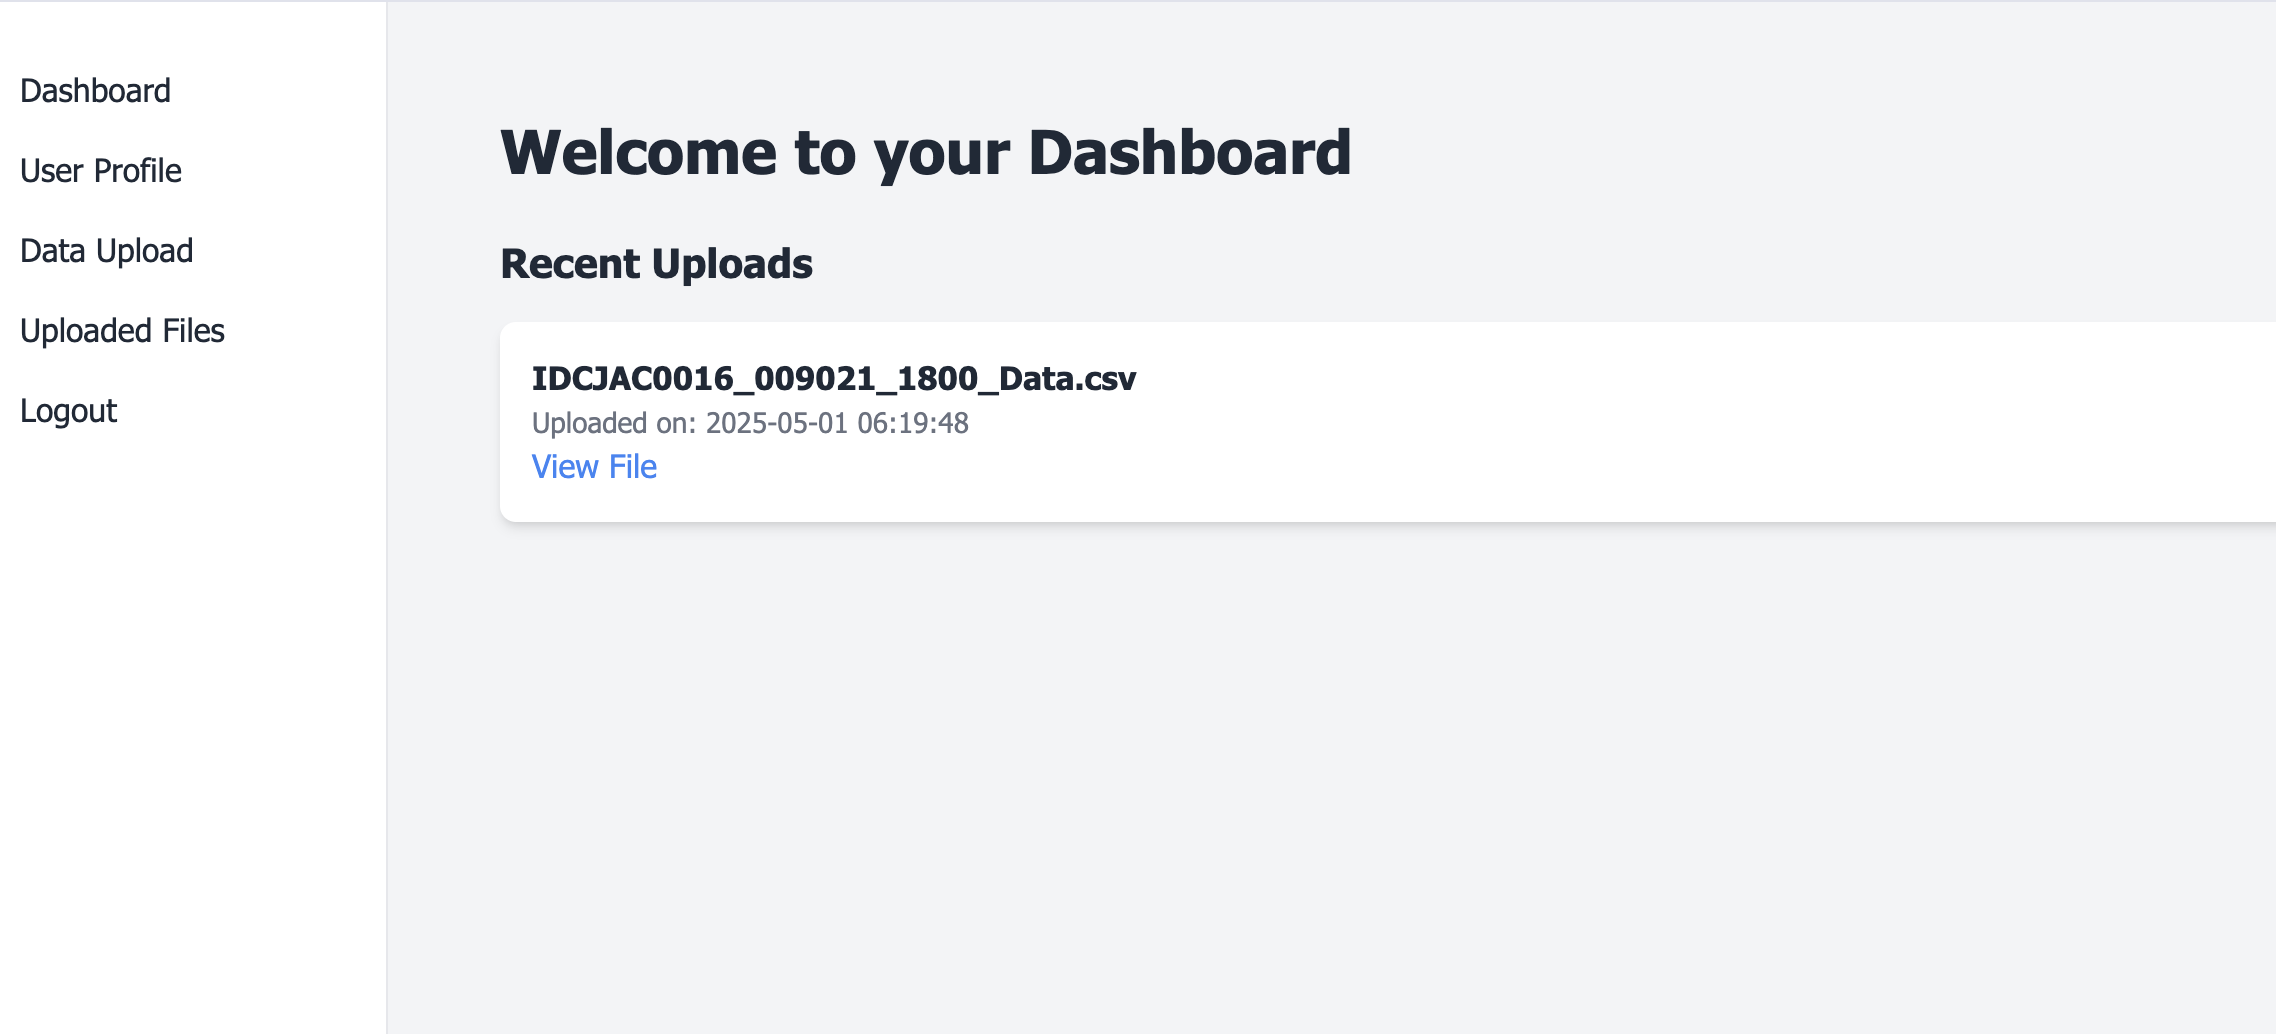 Dashboard
User Profile
Data Upload
Uploaded Files
Logout
Welcome to your Dashboard
Recent Uploads
IDCJAC0016_009021_1800_Data.csv
Uploaded on: 2025-05-01 06:19:48
View File